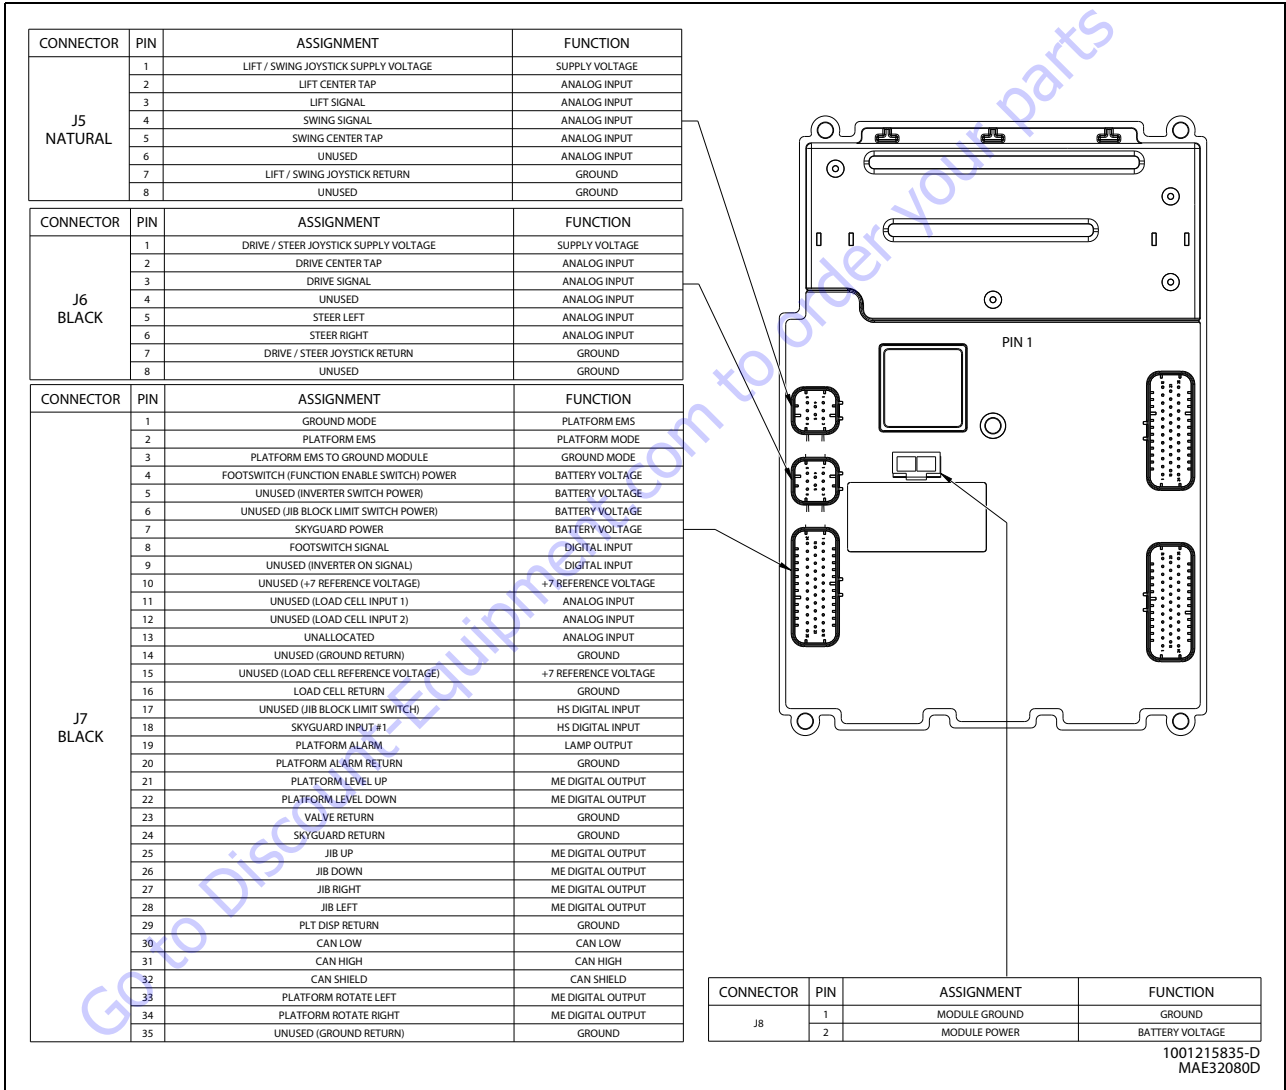 CONNECTOR PIN ASSIGNMENT FUNCTION
J5 NATURAL
1 LIFT / SWING JOYSTICK SUPPLY VOLTAGE SUPPLY VOLTAGE
2 LIFT CENTER TAP ANALOG INPUT
3 LIFT SIGNAL ANALOG INPUT
4 SWING SIGNAL ANALOG INPUT
5 SWING CENTER TAP ANALOG INPUT
6 UNUSED ANALOG INPUT
7 LIFT / SWING JOYSTICK RETURN GROUND
8 UNUSED GROUND
CONNECTOR PIN ASSIGNMENT FUNCTION
J6 BLACK
1 DRIVE / STEER JOYSTICK SUPPLY VOLTAGE SUPPLY VOLTAGE
2 DRIVE CENTER TAP ANALOG INPUT
3 DRIVE SIGNAL ANALOG INPUT
4 UNUSED ANALOG INPUT
5 STEER LEFT ANALOG INPUT
6 STEER RIGHT ANALOG INPUT
7 DRIVE / STEER JOYSTICK RETURN GROUND
8 UNUSED GROUND
CONNECTOR PIN ASSIGNMENT FUNCTION
J7 BLACK
1 GROUND MODE PLATFORM EMS
2 PLATFORM EMS PLATFORM MODE
3 PLATFORM EMS TO GROUND MODULE GROUND MODE
4 FOOTSWITCH (FUNCTION ENABLE SWITCH) POWER BATTERY VOLTAGE
5 UNUSED (INVERTER SWITCH POWER) BATTERY VOLTAGE
6 UNUSED (JIB BLOCK LIMIT SWITCH POWER) BATTERY VOLTAGE
7 SKYGUARD POWER BATTERY VOLTAGE
8 FOOTSWITCH SIGNAL DIGITAL INPUT
9 UNUSED (INVERTER ON SIGNAL) DIGITAL INPUT
10 UNUSED (+7 REFERENCE VOLTAGE) +7 REFERENCE VOLTAGE
11 UNUSED (LOAD CELL INPUT 1) ANALOG INPUT
12 UNUSED (LOAD CELL INPUT 2) ANALOG INPUT
13 UNALLOCATED ANALOG INPUT
14 UNUSED (GROUND RETURN) GROUND
15 UNUSED (LOAD CELL REFERENCE VOLTAGE) +7 REFERENCE VOLTAGE
16 LOAD CELL RETURN GROUND
17 UNUSED (JIB BLOCK LIMIT SWITCH) HS DIGITAL INPUT
18 SKYGUARD INPUT #1 HS DIGITAL INPUT
19 PLATFORM ALARM LAMP OUTPUT
20 PLATFORM ALARM RETURN GROUND
21 PLATFORM LEVEL UP ME DIGITAL OUTPUT
22 PLATFORM LEVEL DOWN ME DIGITAL OUTPUT
23 VALVE RETURN GROUND
24 SKYGUARD RETURN GROUND
25 JIB UP ME DIGITAL OUTPUT
26 JIB DOWN ME DIGITAL OUTPUT
27 JIB RIGHT ME DIGITAL OUTPUT
28 JIB LEFT ME DIGITAL OUTPUT
29 PLT DISP RETURN GROUND
30 CAN LOW CAN LOW
31 CAN HIGH CAN HIGH
32 CAN SHIELD CAN SHIELD
33 PLATFORM ROTATE LEFT ME DIGITAL OUTPUT
34 PLATFORM ROTATE RIGHT ME DIGITAL OUTPUT
35 UNUSED (GROUND RETURN) GROUND
PIN 1
CONNECTOR PIN ASSIGNMENT FUNCTION
J8
1 MODULE GROUND GROUND
2 MODULE POWER BATTERY VOLTAGE
1001215835-D
MAE32080D
Go to Discount-Equipment.com to order your parts